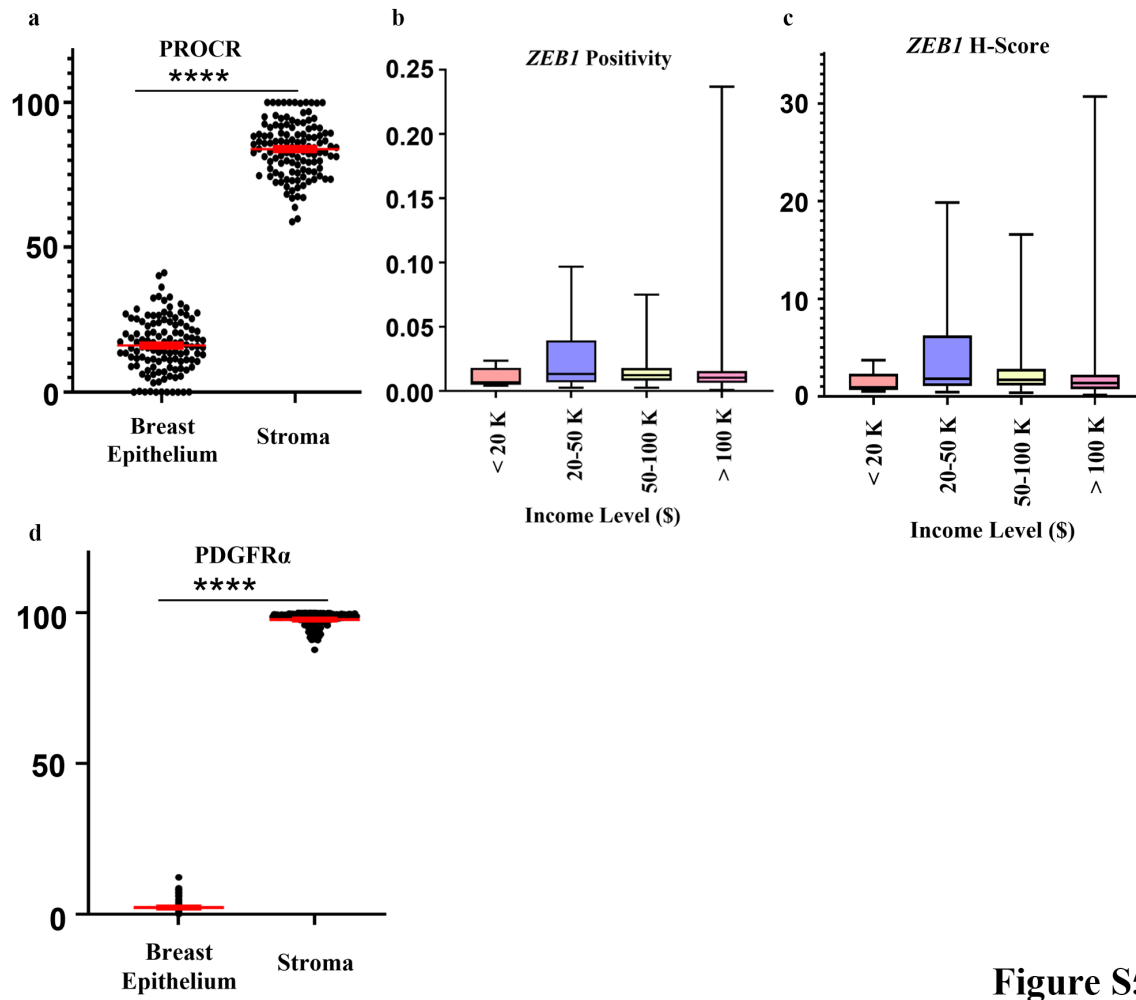 a
PROCR
****
100
50
0
Breast
Epithelium
Stroma
b
ZEB1 Positivity
0.25
0.20
0.15
0.10
0.05
0.00
< 20 K
20-50 K
50-100 K
> 100 K
Income Level ($)
c
ZEB1 H-Score
30
20
10
0
< 20 K
20-50 K
50-100 K
> 100 K
Income Level ($)
d
PDGFRα
****
100
50
0
Breast
Epithelium
Stroma
Figure S5